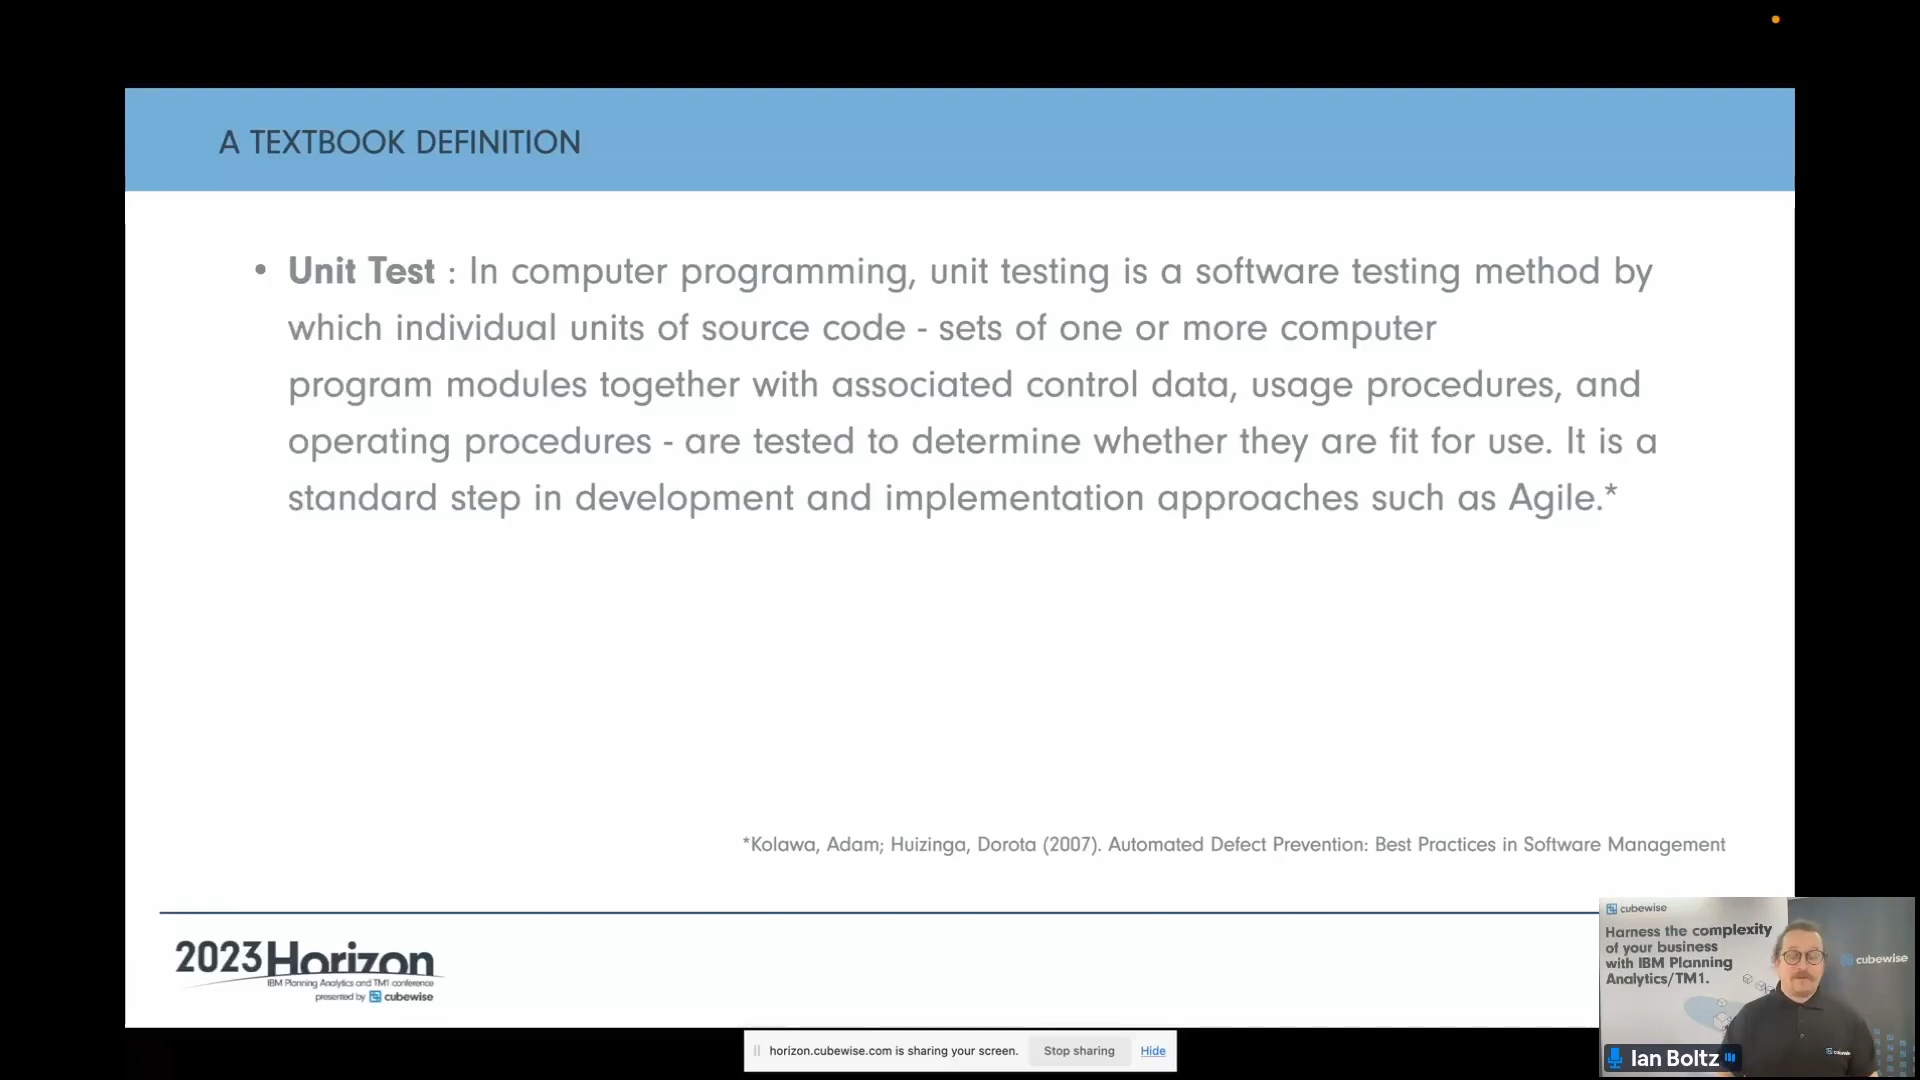 A TEXTBOOK DEFINITION
• Unit Test : In computer programming, unit testing is a software testing method by
which individual units of source code - sets of one or more computer
program modules together with associated control data, usage procedures, and
operating procedures - are tested to determine whether they are fit for use. It is a
standard step in development and implementation approaches such as Agile.*
*Kolawa, Adam; Huizinga, Dorota (2007). Automated Defect Prevention: Best Practices in Software Management
2023 Horizon
IBM Planning Analytics and TM1 conference
presented by cubewise
horizon.cubewise.com is sharing your screen.
Stop sharing
Hide
cubewise
Harness the complexity
of your business
with IBM Planning
Analytics/TM1.
cubewise
Ian Boltz